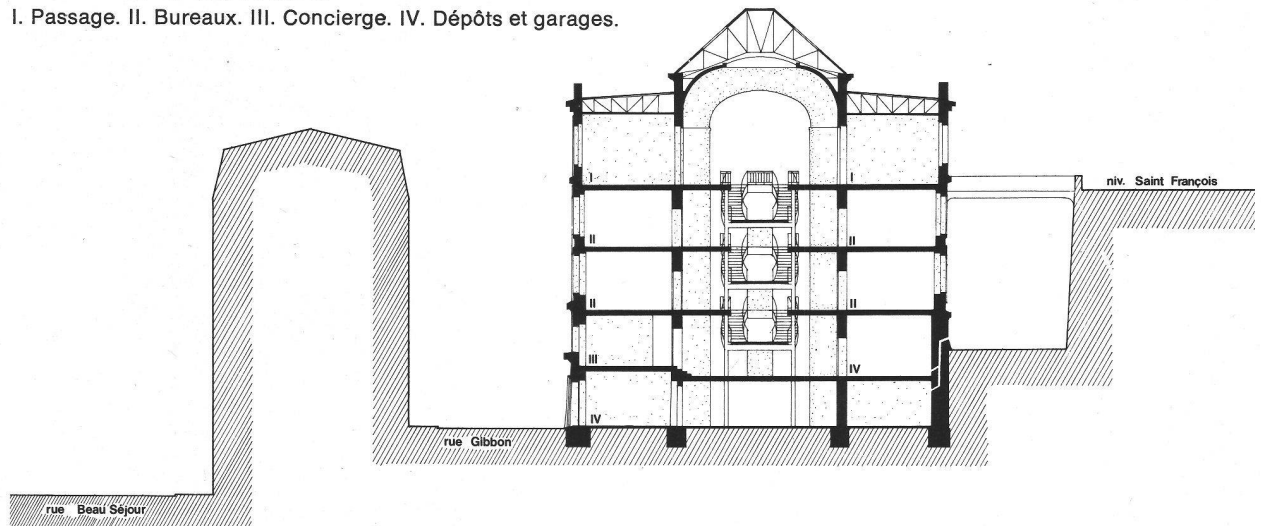 I. Passage. II. Bureaux. III. Concierge. IV. Dépôts et garages.
I
I
niv. Saint François
II
II
II
II
III
IV
IV
rue Gibbon
rue Beau Séjour